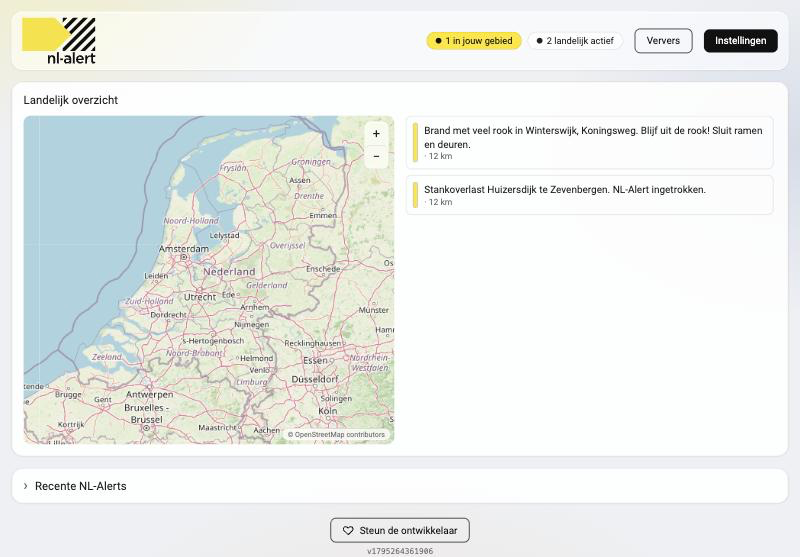 nl-alert
1 in jouw gebied
2 landelijk actief
Ververs
Instellingen
Landelijk overzicht
+
−
Groningen
Fryslân
Assen
Drenthe
Noord-Holland
Emmen
Lelystad
Overijssel
Amsterdam
Nederland
Enschede
Os
Leiden
Gelderland
Utrecht
Ede
Zuid-Holland
Arnhem
Münster
Dordrecht
Nijmegen
Hamm
's-Hertogenbosch
Recklinghausen
Zeeland
Noord-Brabant
Helmond
Essen
Nordrhein-
Westfalen
Venlo
Limburg
Düsseldorf
tende
Brugge
Gent
Antwerpen
Solingen
Bruxelles -
Brussel
Köln
Kortrijk
Maastricht
Aachen
© OpenStreetMap contributors
Brand met veel rook in Winterswijk, Koningsweg. Blijf uit de rook! Sluit ramen
en deuren.
· 12 km
Stankoverlast Huizersdijk te Zevenbergen. NL-Alert ingetrokken.
· 12 km
› Recente NL-Alerts
Steun de ontwikkelaar
v1795264361906